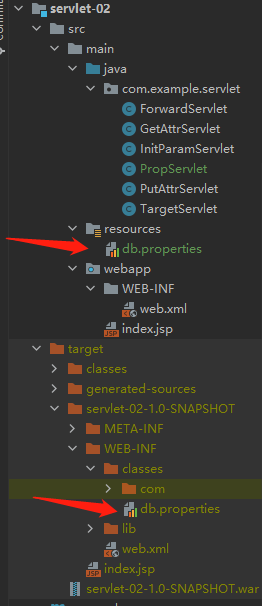 servlet-02
src
main
java
com.example.servlet
ForwardServlet
GetAttrServlet
InitParamServlet
PropServlet
PutAttrServlet
TargetServlet
resources
db.properties
webapp
WEB-INF
web.xml
index.jsp
target
classes
generated-sources
servlet-02-1.0-SNAPSHOT
META-INF
WEB-INF
classes
com
db.properties
lib
web.xml
index.jsp
servlet-02-1.0-SNAPSHOT.war